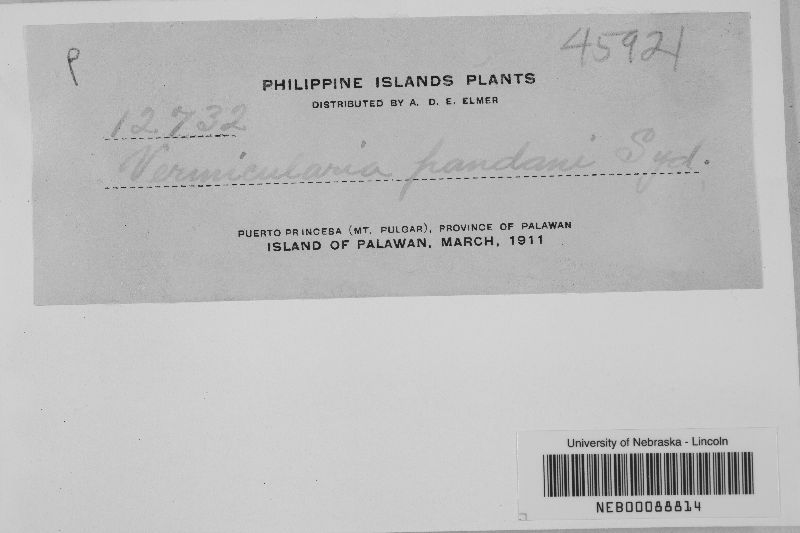 P
45921
PHILIPPINE ISLANDS PLANTS
DISTRIBUTED BY A. D. E. ELMER
12732
Vermicularia pandani Syd.
PUERTO PRINCESA (MT. PULGAR), PROVINCE OF PALAWAN
ISLAND OF PALAWAN, MARCH, 1911
University of Nebraska - Lincoln
NEB00088814